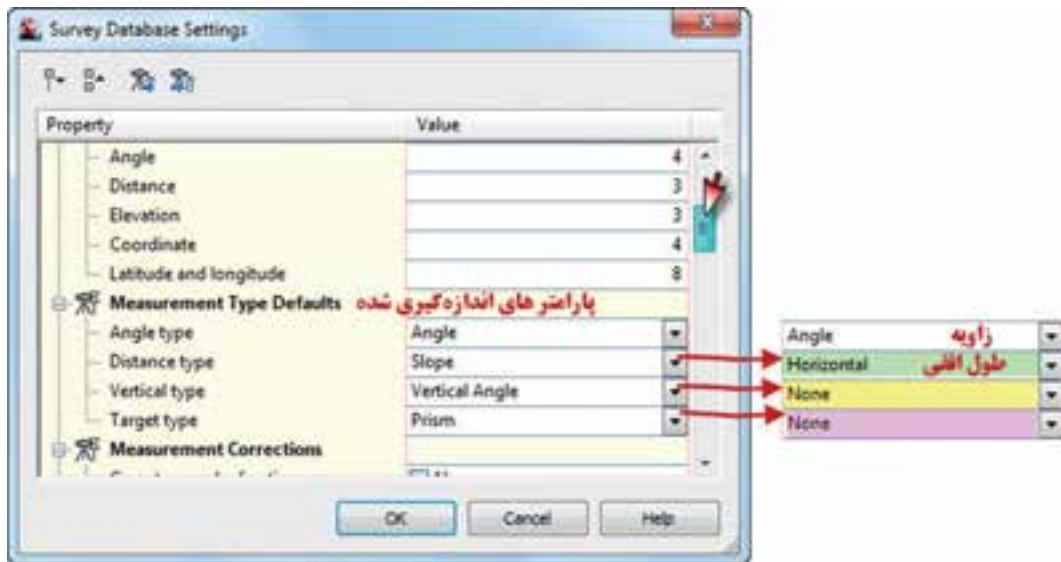 Survey Database Settings
Property Value
Angle 4
Distance 3
Elevation 3
Coordinate 4
Latitude and longitude 8
Measurement Type Defaults پارامتر های اندازه‌گیری شده
Angle type Angle
Distance type Slope
Vertical type Vertical Angle
Target type Prism
Measurement Corrections
OK Cancel Help
Angle زاویه
Horizontal طول افقی
None
None